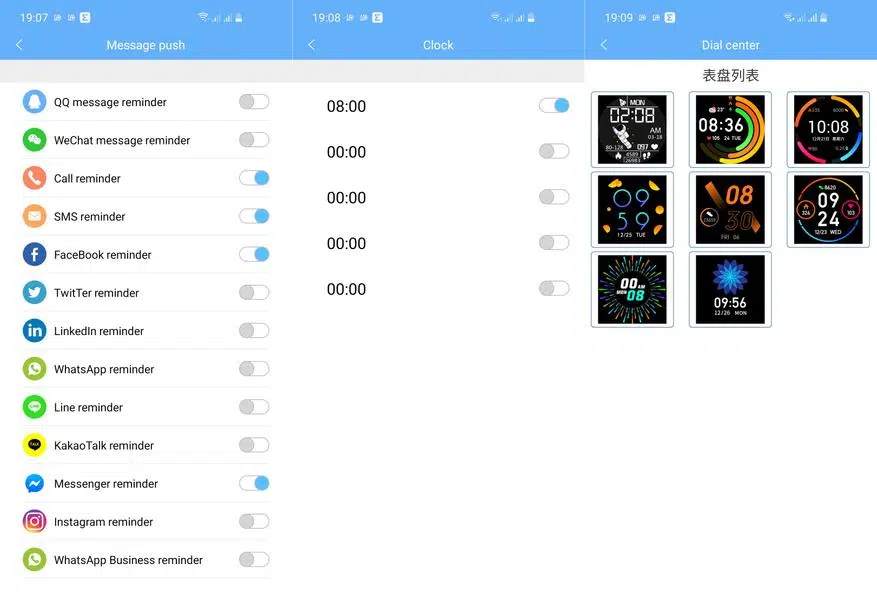 19:07
Message push
QQ message reminder
WeChat message reminder
Call reminder
SMS reminder
FaceBook reminder
TwitTer reminder
LinkedIn reminder
WhatsApp reminder
Line reminder
KakaoTalk reminder
Messenger reminder
Instagram reminder
WhatsApp Business reminder
19:08
Clock
08:00
00:00
00:00
00:00
00:00
19:09
Dial center
表盘列表
MON
02:08
AM
03-18
80-128
097
4589
26983
23°
08:36
105 24 TUE
10:08
09
59
12/25 TUE
08
30
FRI 06
8620
326
09
24
103
12/23 WED
00 AM
MON 08
09:56
12/26 MON